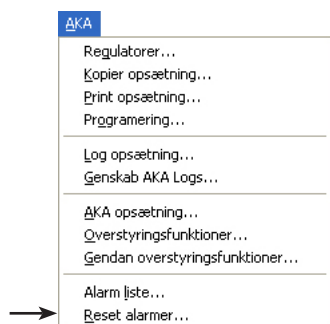 AKA
Regulatorer...
Kopier opsætning...
Print opsætning...
Programering...
Log opsætning...
Genskab AKA Logs...
AKA opsætning...
Overstyringsfunktioner...
Gendan overstyringsfunktioner...
Alarm liste...
Reset alarmer...